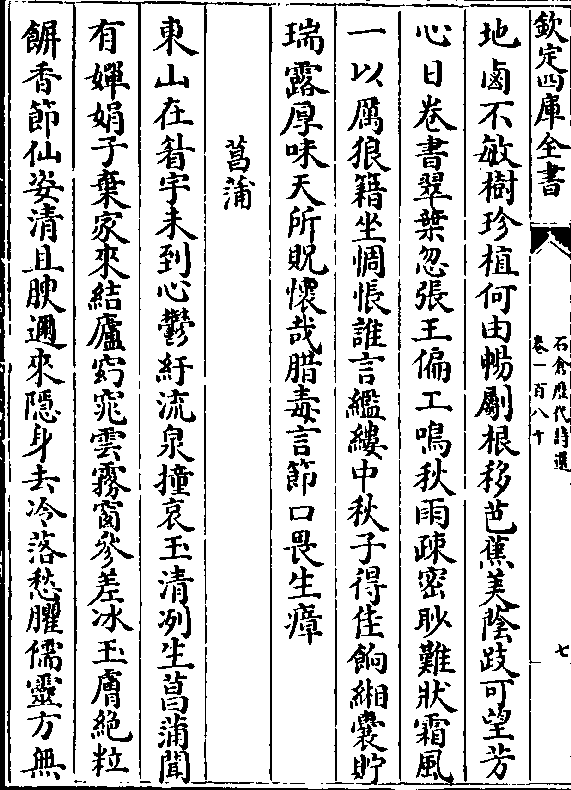 欽定四庫全書
石倉歷代詩選
卷一百八十
七
地鹵不敏樹珍植何由暢劚根移芭蕉美陰跂可望芳
心日卷書翠葉忽張王偏工鳴秋雨疎密耿難狀霜風
一以厲狼籍坐惆悵誰言繿縷中秋子得佳餉緗囊貯
瑞露厚味天所貺懷哉腊毒言節口畏生瘴
菖蒲
東山在眉宇未到心鬱紆流泉撞哀玉清冽生菖蒲聞
有嬋娟子棄家來結廬窈窕雲霧窗參差冰玉膚絶粒
餅香節仙姿清且腴邇來隱身去冷落愁臞儒靈方無